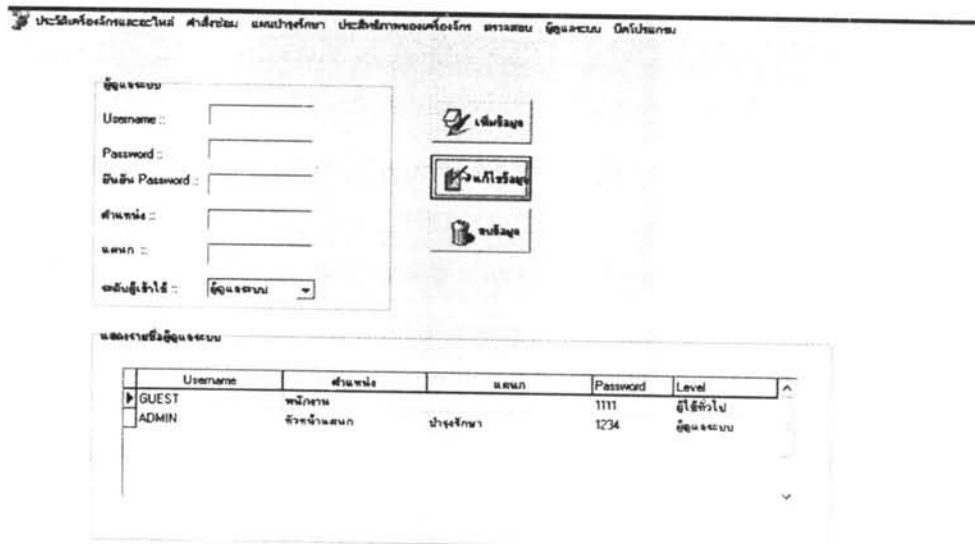 ประวัติเครื่องจักรและอะไหล่ คำสั่งซ่อม แผนบำรุงรักษา ประสิทธิภาพของเครื่องจักร ตรวจสอบ ผู้ดูแลระบบ ปิดโปรแกรม
ผู้ดูแลระบบ
Username ::
Password ::
ยืนยัน Password ::
ตำแหน่ง ::
แผนก ::
ระดับผู้เข้าใช้ :: ผู้ดูแลระบบ
เพิ่มข้อมูล
แก้ไขข้อมูล
ลบข้อมูล
แสดงรายชื่อผู้ดูแลระบบ
Username ตำแหน่ง แผนก Password Level
GUEST พนักงาน 1111 ผู้ใช้ทั่วไป
ADMIN หัวหน้าแผนก บำรุงรักษา 1234 ผู้ดูแลระบบ